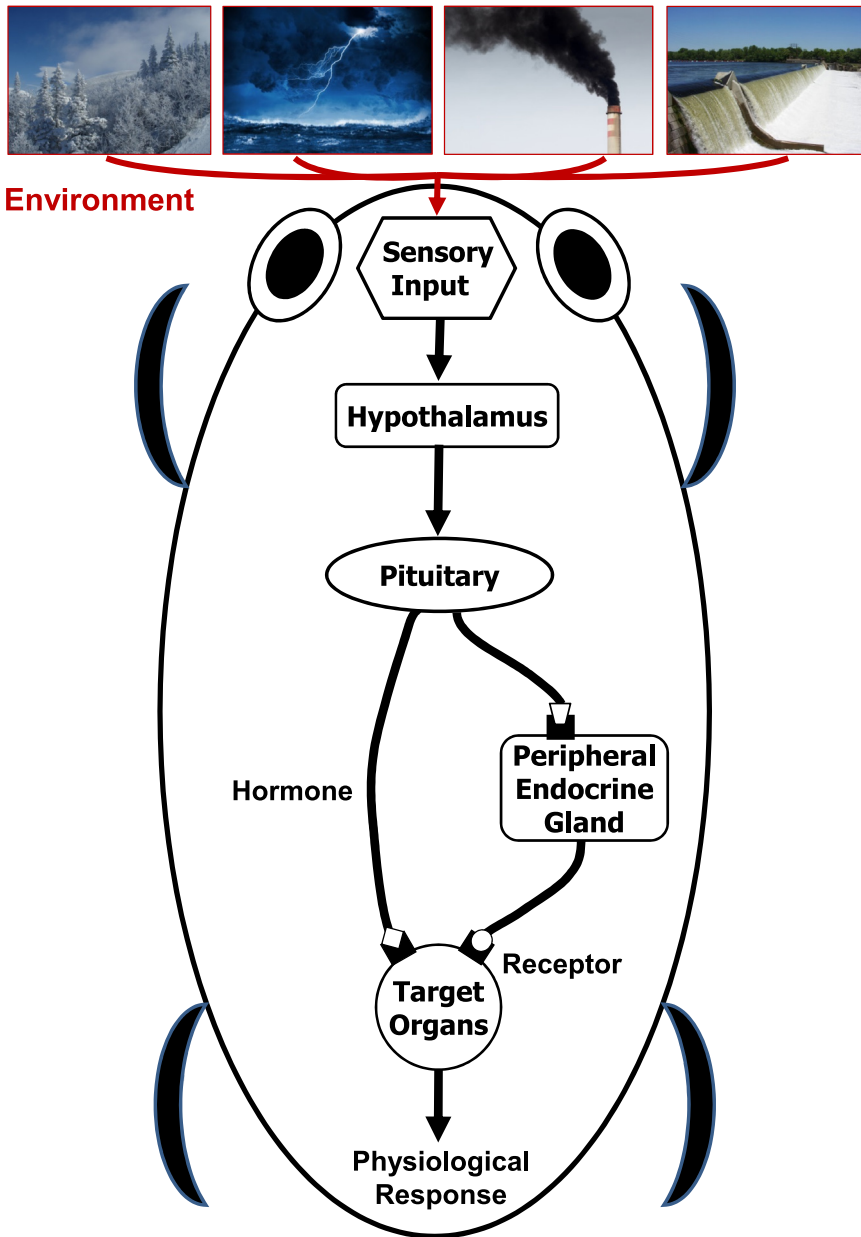 Environment
Sensory
Input
Hypothalamus
Pituitary
Peripheral
Endocrine
Gland
Hormone
Receptor
Target
Organs
Physiological
Response